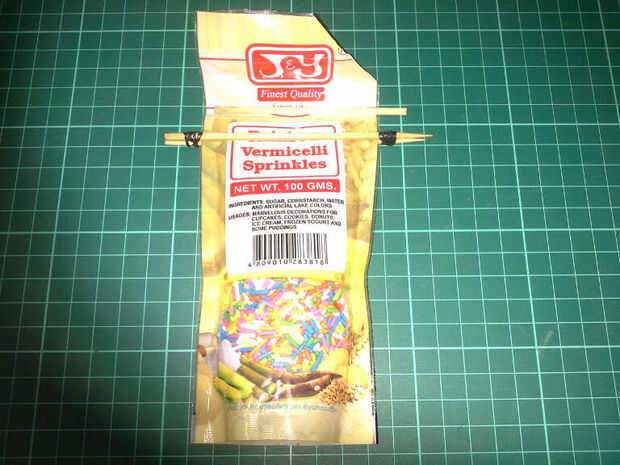 J&Y
Finest Quality
Vermicelli
Sprinkles
NET WT. 100 GMS.
INGREDIENTS: SUGAR, CORNSTARCH, WATER
AND ARTIFICIAL LAKE COLORS
USAGES: MARVELOUS DECORATIONS FOR
CUPCAKES, COOKIES, DONUTS,
ICE CREAM, FROZEN YOGURT AND
SOME PUDDINGS
4809010283818